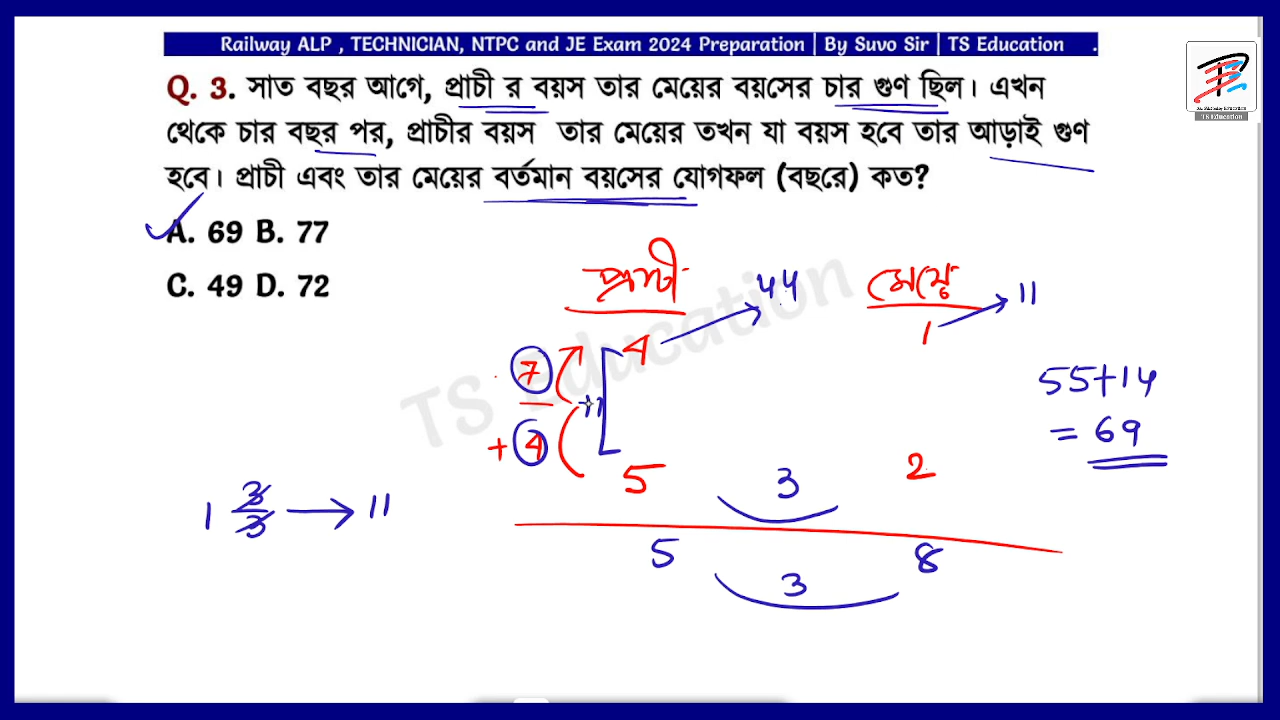 Railway ALP , TECHNICIAN, NTPC and JE Exam 2024 Preparation | By Suvo Sir | TS Education .
Q. 3. সাত বছর আগে, প্রাচী র বয়স তার মেয়ের বয়সের চার গুণ ছিল। এখন
থেকে চার বছর পর, প্রাচীর বয়স তার মেয়ের তখন যা বয়স হবে তার আড়াই গুণ
হবে। প্রাচী এবং তার মেয়ের বর্তমান বয়সের যোগফল (বছরে) কত?
A. 69 B. 77
C. 49 D. 72
প্রাচী 44 মেয়ে 11
4 1
7
+11
55+14
+ 4
= 69
5 3 2
1 3/3 → 11
5 8
3
TS Education
TS Education